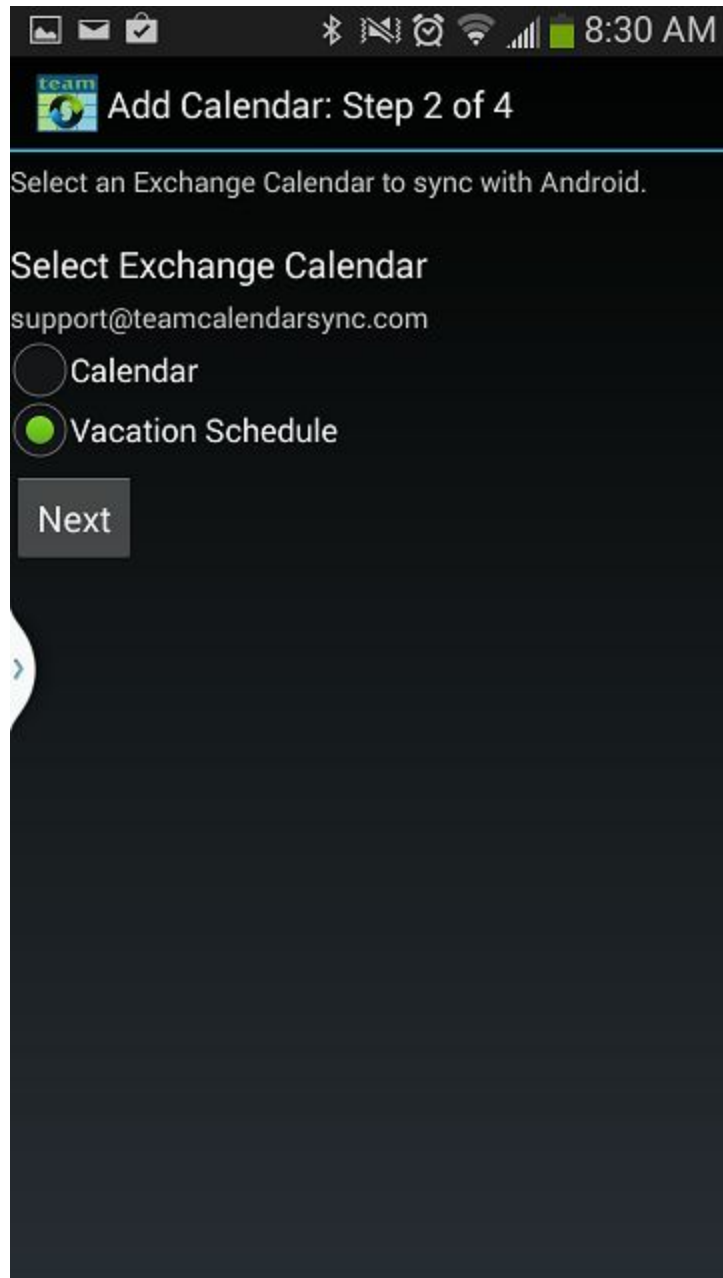 8:30 AM
team
Add Calendar: Step 2 of 4
Select an Exchange Calendar to sync with Android.
Select Exchange Calendar
support@teamcalendarsync.com
Calendar
Vacation Schedule
Next